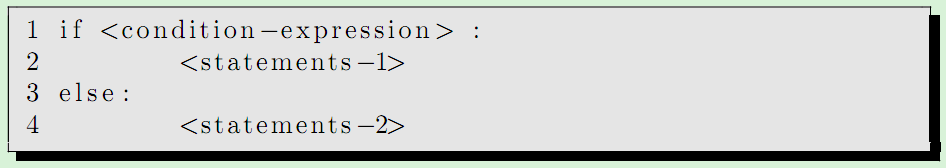 1 if <condition-expression> :
2 <statements-1>
3 else:
4 <statements-2>